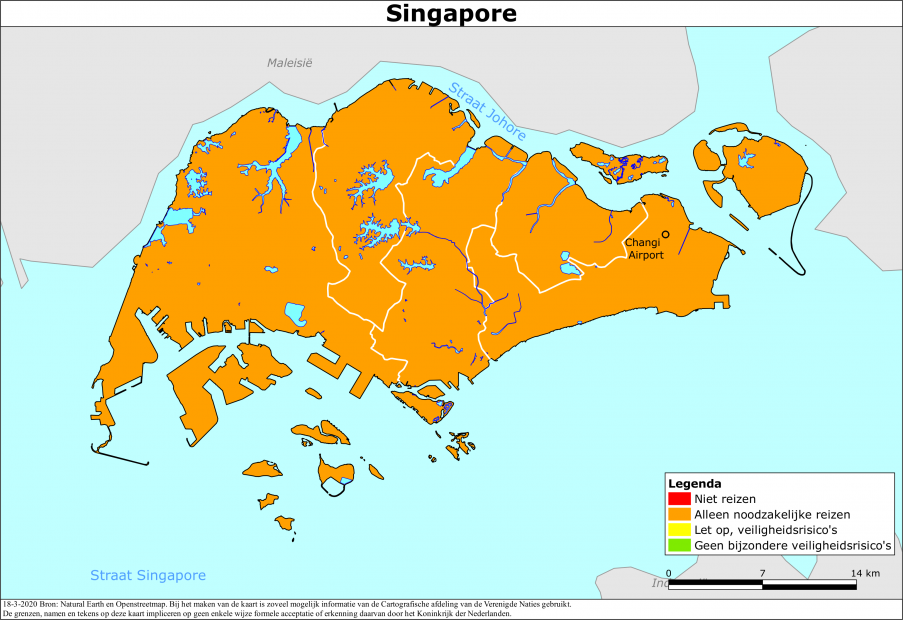 Singapore
Maleisië
Straat Johore
Changi
Airport
Legenda
Niet reizen
Alleen noodzakelijke reizen
Let op, veiligheidsrisico's
Geen bijzondere veiligheidsrisico's
Straat Singapore
0 7 14 km
18-3-2020 Bron: Natural Earth en Openstreetmap. Bij het maken van de kaart is zoveel mogelijk informatie van de Cartografische afdeling van de Verenigde Naties gebruikt.
De grenzen, namen en tekens op deze kaart impliceren op geen enkele wijze formele acceptatie of erkenning daarvan door het Koninkrijk der Nederlanden.